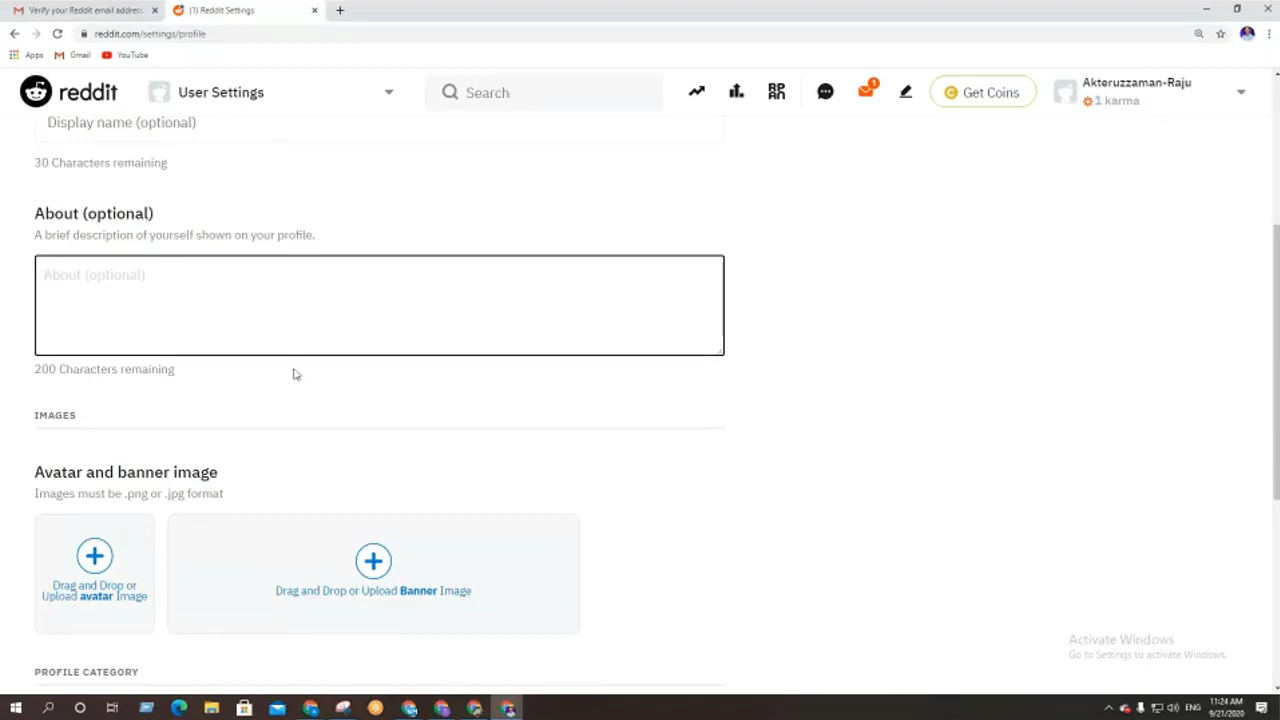 Verify your Reddit email address
(1) Reddit Settings
reddit.com/settings/profile
Apps
Gmail
YouTube
reddit
User Settings
Search
1
Get Coins
Akteruzzaman-Raju
1 karma
Display name (optional)
30 Characters remaining
About (optional)
A brief description of yourself shown on your profile.
About (optional)
200 Characters remaining
IMAGES
Avatar and banner image
Images must be .png or .jpg format
Drag and Drop or
Upload avatar Image
Drag and Drop or Upload Banner Image
Activate Windows
Go to Settings to activate Windows.
PROFILE CATEGORY
ENG
11:24 AM
9/21/2020